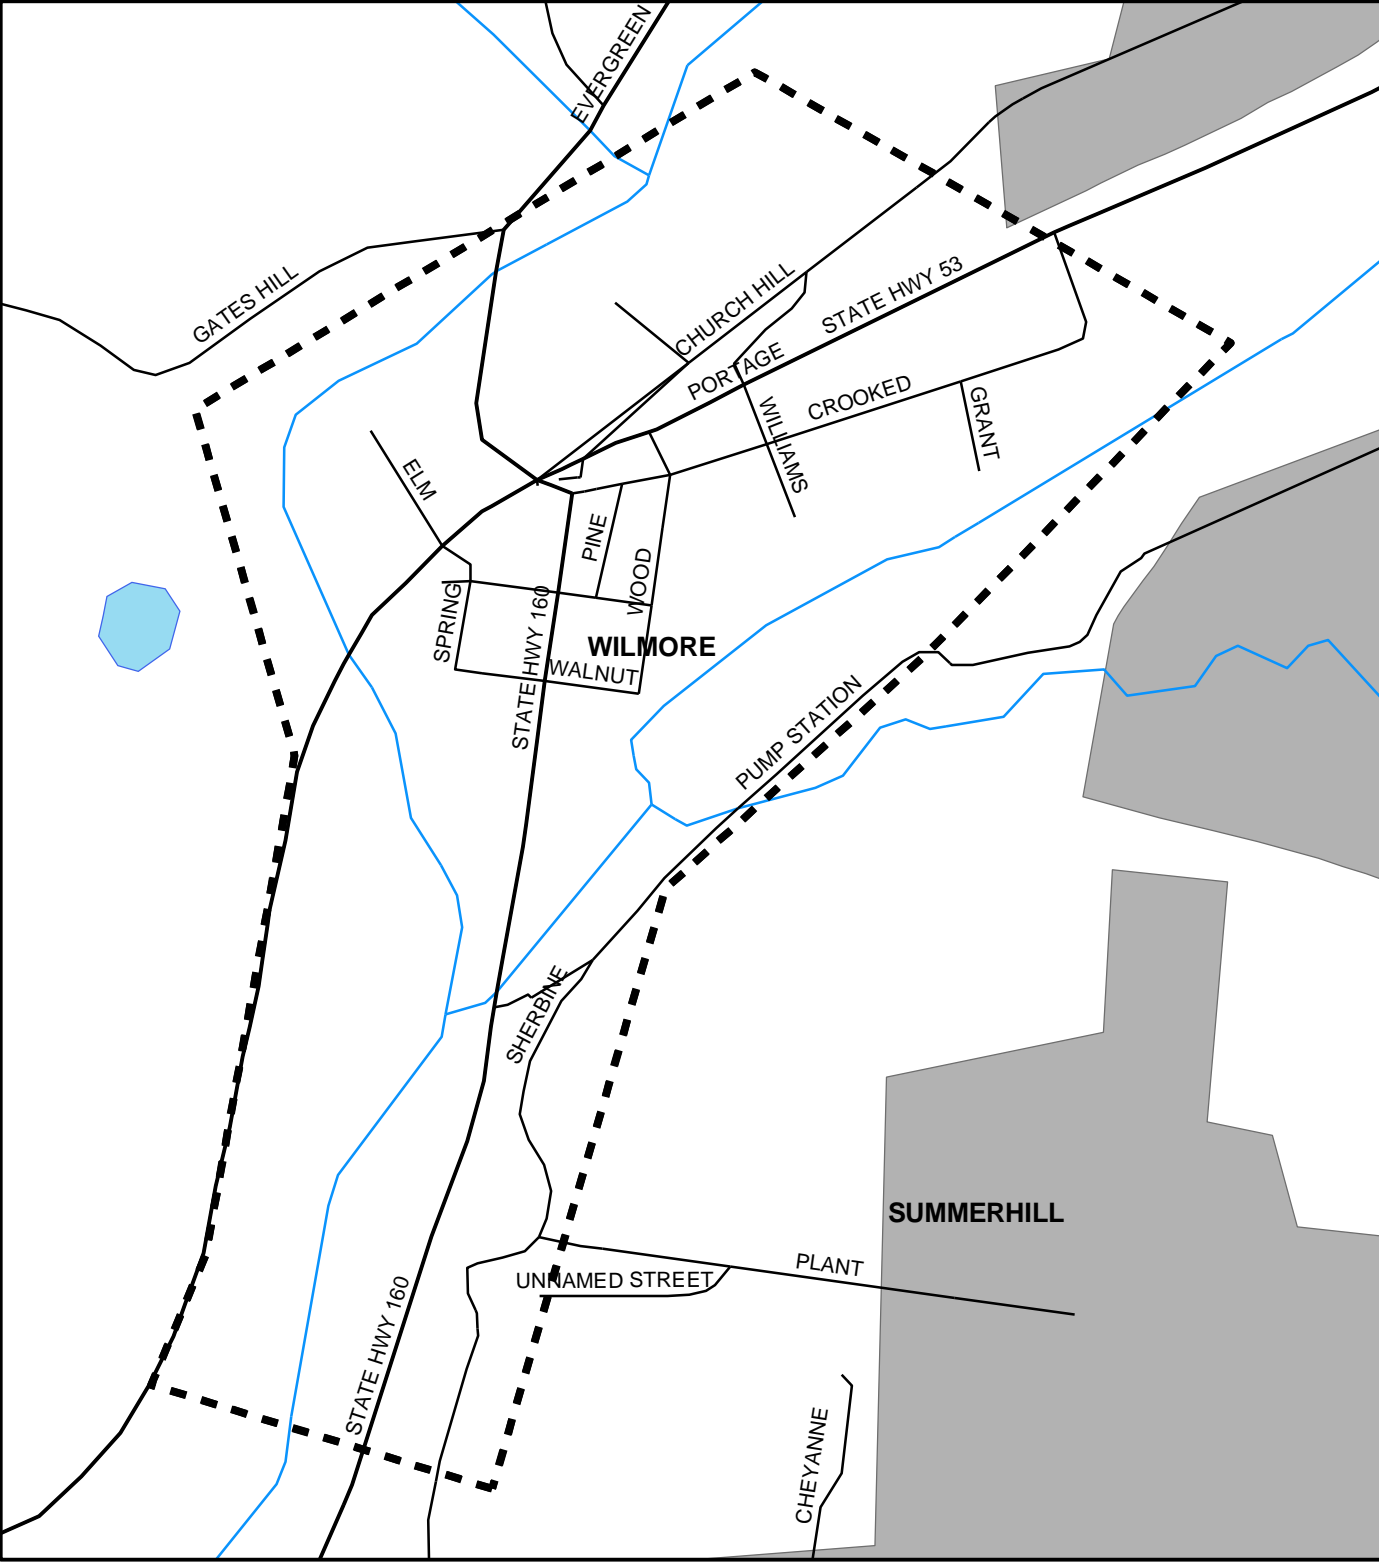 EVERGREEN
GATES HILL
CHURCH HILL
STATE HWY 53
PORTAGE
CROOKED
GRANT
WILLIAMS
ELM
PINE
WOOD
SPRING
STATE HWY 160
WILMORE
WALNUT
PUMP STATION
SHERBINE
SUMMERHILL
PLANT
UNNAMED STREET
STATE HWY 160
CHEYANNE